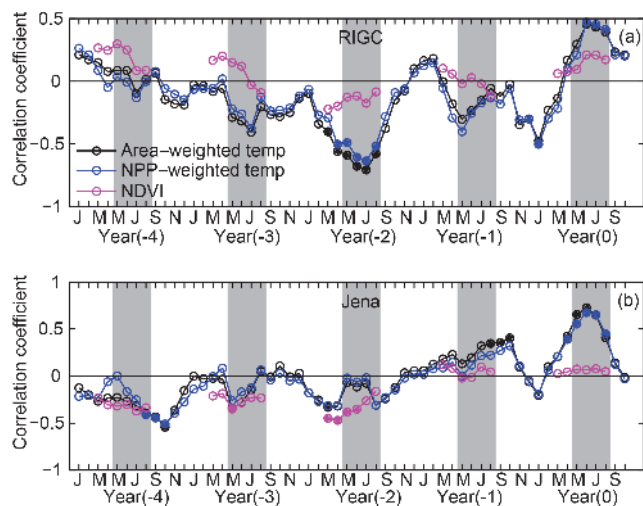 Correlation coefficient
0.5
0
-0.5
-1
RIGC
(a)
Area-weighted temp
NPP-weighted temp
NDVI
J M M J S N J M M J S N J M M J S N J M M J S N J M M J S
Year(-4) Year(-3) Year(-2) Year(-1) Year(0)
Correlation coefficient
1
0.5
0
-0.5
-1
Jena
(b)
J M M J S N J M M J S N J M M J S N J M M J S N J M M J S
Year(-4) Year(-3) Year(-2) Year(-1) Year(0)